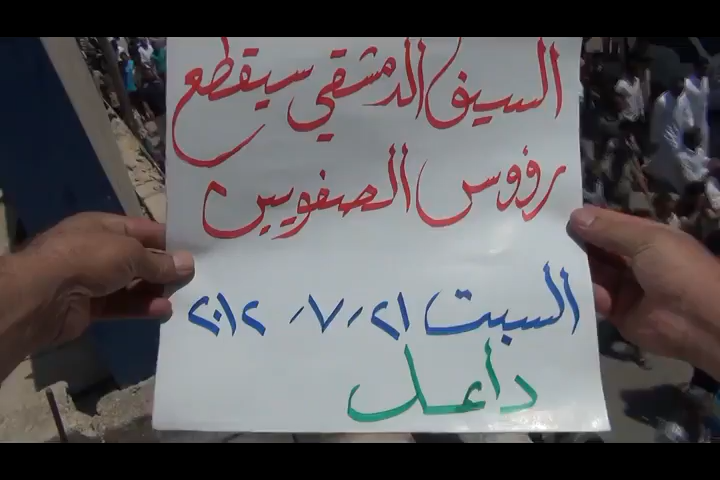 السيف الدمشقي سيقطع
رؤوس الصفويين
السبت ٢١/٧/٢٠١٢
داعل